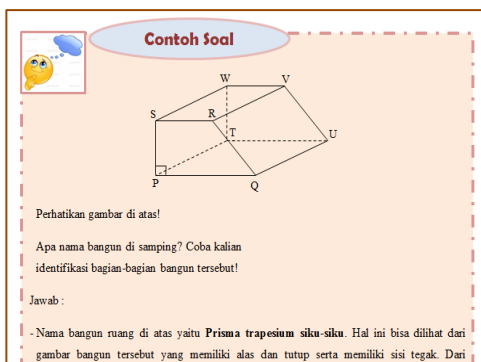 Contoh Soal
W V
S R
T U
P Q
Perhatikan gambar di atas!
Apa nama bangun di samping? Coba kalian
identifikasi bagian-bagian bangun tersebut!
Jawab :
- Nama bangun ruang di atas yaitu Prisma trapesium siku-siku. Hal ini bisa dilihat dari
gambar bangun tersebut yang memiliki alas dan tutup serta memiliki sisi tegak. Dari